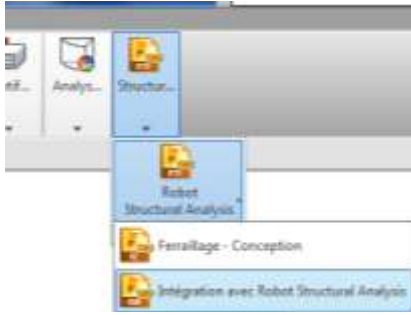 Analys...
Structur...
Robot
Structural Analysis
Ferraillage - Conception
Intégration avec Robot Structural Analysis